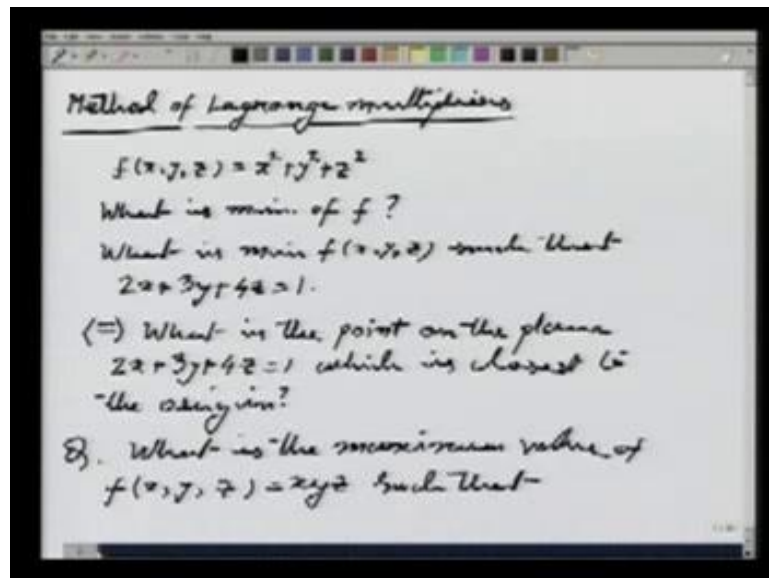 Method of Lagrange multipliers
f(x,y,z) = x²+y²+z²
What is min. of f?
What is min f(x,y,z) such that
2x+3y+4z=1.
(=) What is the point on the plane
2x+3y+4z=1 which is closest to
the origin?
Q. What is the maximum value of
f(x,y,z)=xyz such that